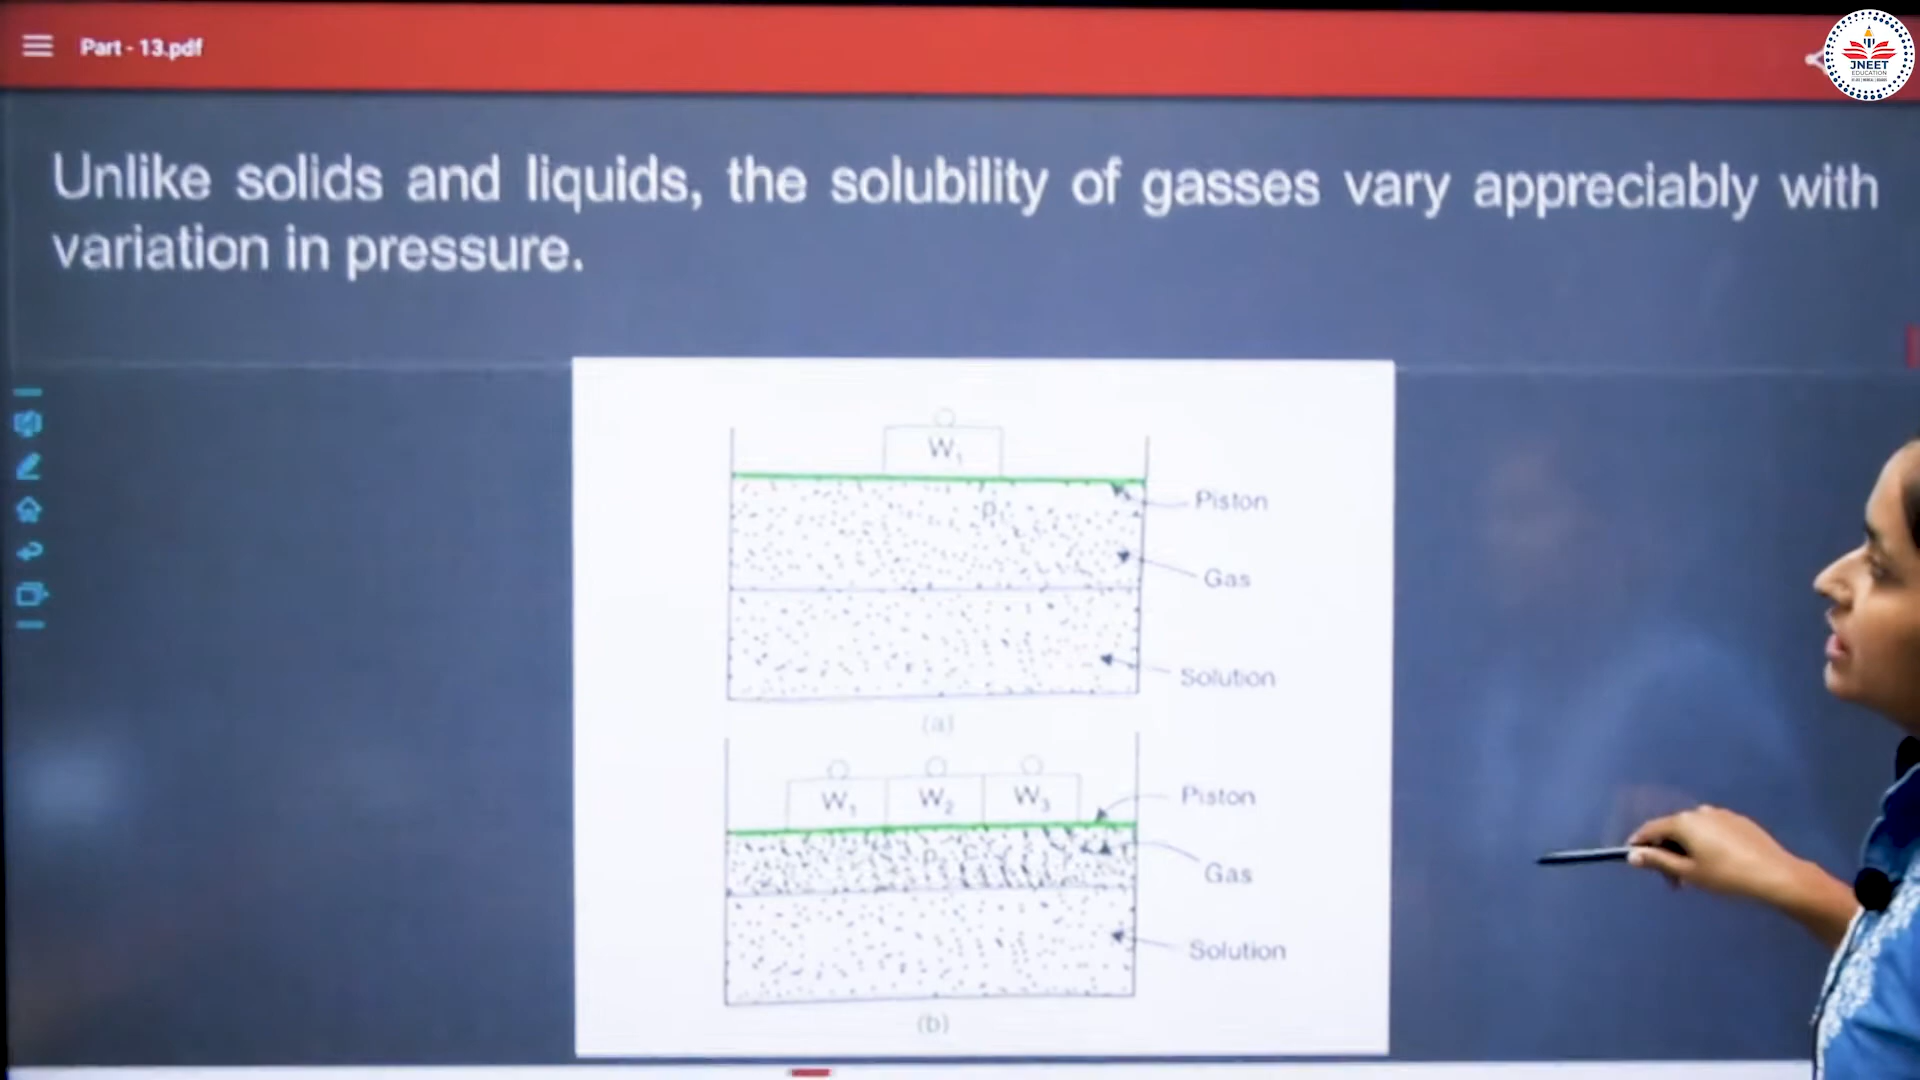 Part - 13.pdf
JNEET
EDUCATION
Unlike solids and liquids, the solubility of gasses vary appreciably with
variation in pressure.
W₁
Piston
P₁
Gas
Solution
(a)
W₁ W₂ W₃
Piston
Gas
Solution
(b)